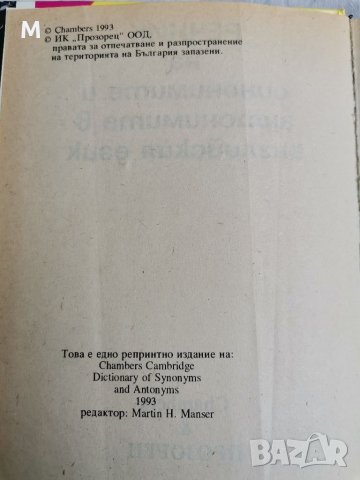 M
© Chambers 1993
© ИК „Прозорец" ООД,
правата за отпечатване и разпространение
на територията на България запазени.
Това е едно репринтно издание на:
Chambers Cambridge
Dictionary of Synonyms
and Antonyms
1993
редактор: Martin H. Manser
bazar